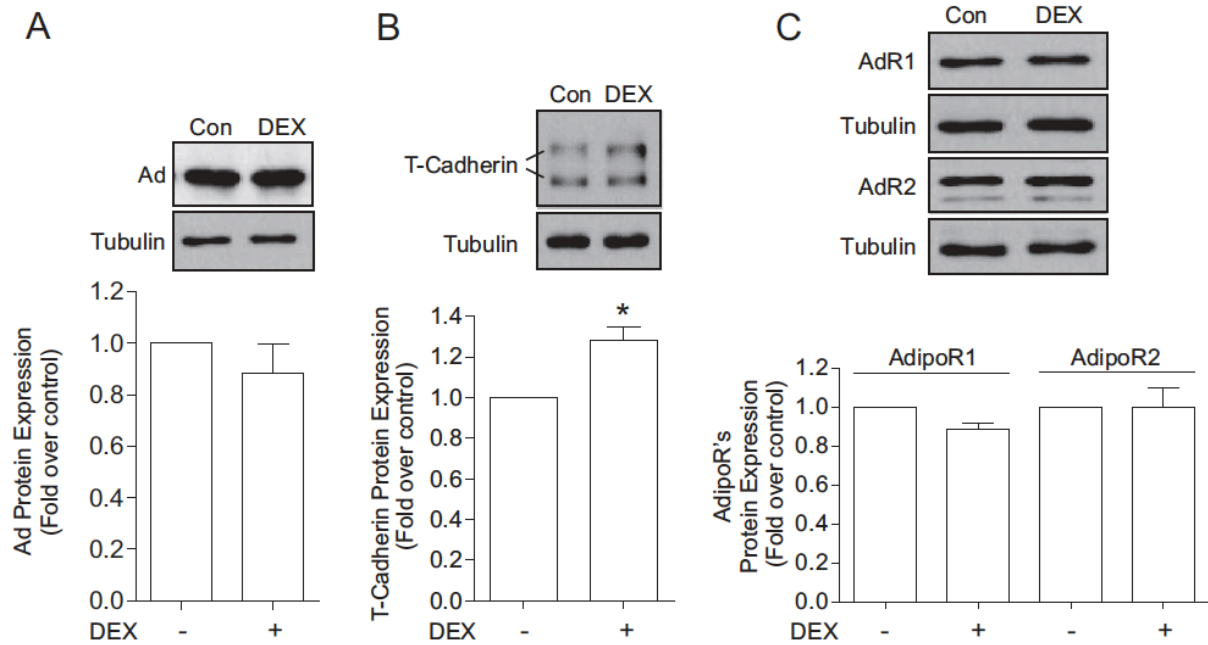 A
Con DEX
Ad
Tubulin
1.2
1.0
0.8
0.6
0.4
0.2
0.0
Ad Protein Expression
(Fold over control)
DEX - +
B
Con DEX
T-Cadherin
Tubulin
*
1.4
1.2
1.0
0.8
0.6
0.4
0.2
0.0
T-Cadherin Protein Expression
(Fold over control)
DEX - +
C
Con DEX
AdR1
Tubulin
AdR2
Tubulin
AdipoR1 AdipoR2
1.2
1.0
0.8
0.6
0.4
0.2
0.0
AdipoR's
Protein Expression
(Fold over control)
DEX - + - +